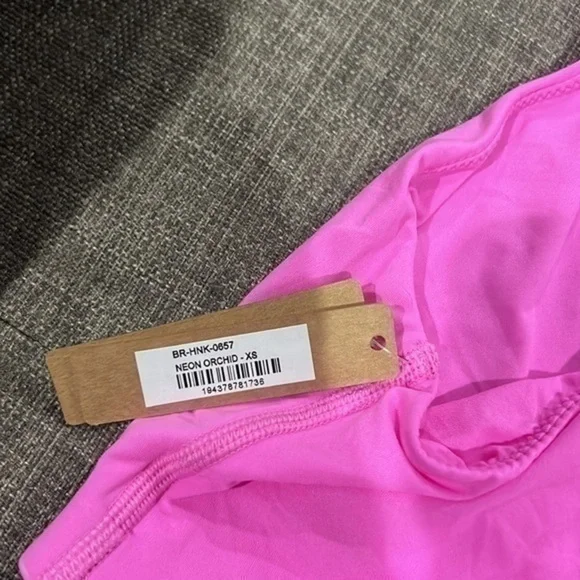 BR-HNK-0657
NEON ORCHID - XS
194378781736